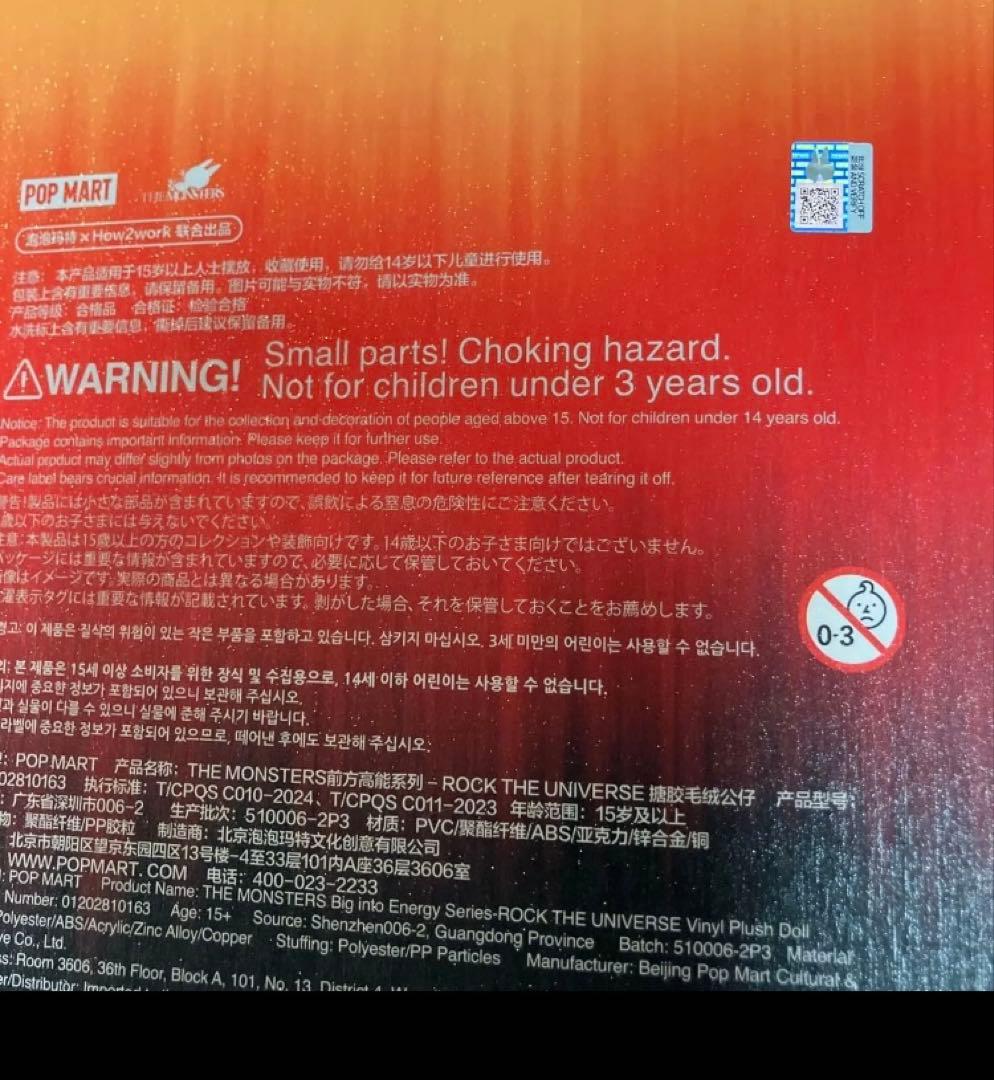 POP MART
THE MONSTERS
泡泡玛特 x How2work 联合出品
注意: 本产品适用于15岁以上人士摆放, 收藏使用, 请勿给14岁以下儿童进行使用。
包装上含有重要信息, 请保留备用。图片可能与实物不符, 请以实物为准。
产品等级: 合格品 合格证: 检验合格
水洗标上含有重要信息, 撕掉后建议保留备用。
WARNING! Small parts! Choking hazard.
Not for children under 3 years old.
Notice: The product is suitable for the collection and decoration of people aged above 15. Not for children under 14 years old.
Package contains important information. Please keep it for further use.
Actual product may differ slightly from photos on the package. Please refer to the actual product.
Care label bears crucial information. It is recommended to keep it for future reference after tearing it off.
警告!製品には小さな部品が含まれていますので、誤飲による窒息の危険性にご注意ください。
歳以下のお子さまには与えないでください。
注意:本製品は15歳以上の方のコレクションや装飾向けです。14歳以下のお子さま向けではございません。
パッケージには重要な情報が含まれていますので、必要に応じて保管しておいてください。
画像はイメージです。実際の商品とは異なる場合があります。
濯表示タグには重要な情報が記載されています。剥がした場合、それを保管しておくことをお薦めします。
경고: 이 제품은 질식의 위험이 있는 작은 부품을 포함하고 있습니다. 삼키지 마십시오. 3세 미만의 어린이는 사용할 수 없습니다.
0-3
의: 본 제품은 15세 이상 소비자를 위한 장식 및 수집용으로, 14세 이하 어린이는 사용할 수 없습니다.
지에 중요한 정보가 포함되어 있으니 보관해 주십시오.
과 실물이 다를 수 있으니 실물에 준해 주시기 바랍니다.
라벨에 중요한 정보가 포함되어 있으므로, 떼어낸 후에도 보관해 주십시오.
: POP MART 产品名称: THE MONSTERS前方高能系列 – ROCK THE UNIVERSE 搪胶毛绒公仔 产品型号:
02810163 执行标准: T/CPQS C010-2024、T/CPQS C011-2023 年龄范围: 15岁及以上
: 广东省深圳市006-2 生产批次: 510006-2P3 材质: PVC/聚酯纤维/ABS/亚克力/锌合金/铜
物: 聚酯纤维/PP胶粒 制造商: 北京泡泡玛特文化创意有限公司
北京市朝阳区望京东园四区13号楼-4至33层101内A座36层3606室
WWW.POPMART.COM 电话: 400-023-2233
: POP MART Product Name: THE MONSTERS Big into Energy Series-ROCK THE UNIVERSE Vinyl Plush Doll
Number: 01202810163 Age: 15+ Source: Shenzhen006-2, Guangdong Province Batch: 510006-2P3 Material
Polyester/ABS/Acrylic/Zinc Alloy/Copper Stuffing: Polyester/PP Particles Manufacturer: Beijing Pop Mart Cultural &
ve Co., Ltd.
ss: Room 3606, 36th Floor, Block A, 101, No. 13, District 4, W
er/Distributor: Imported